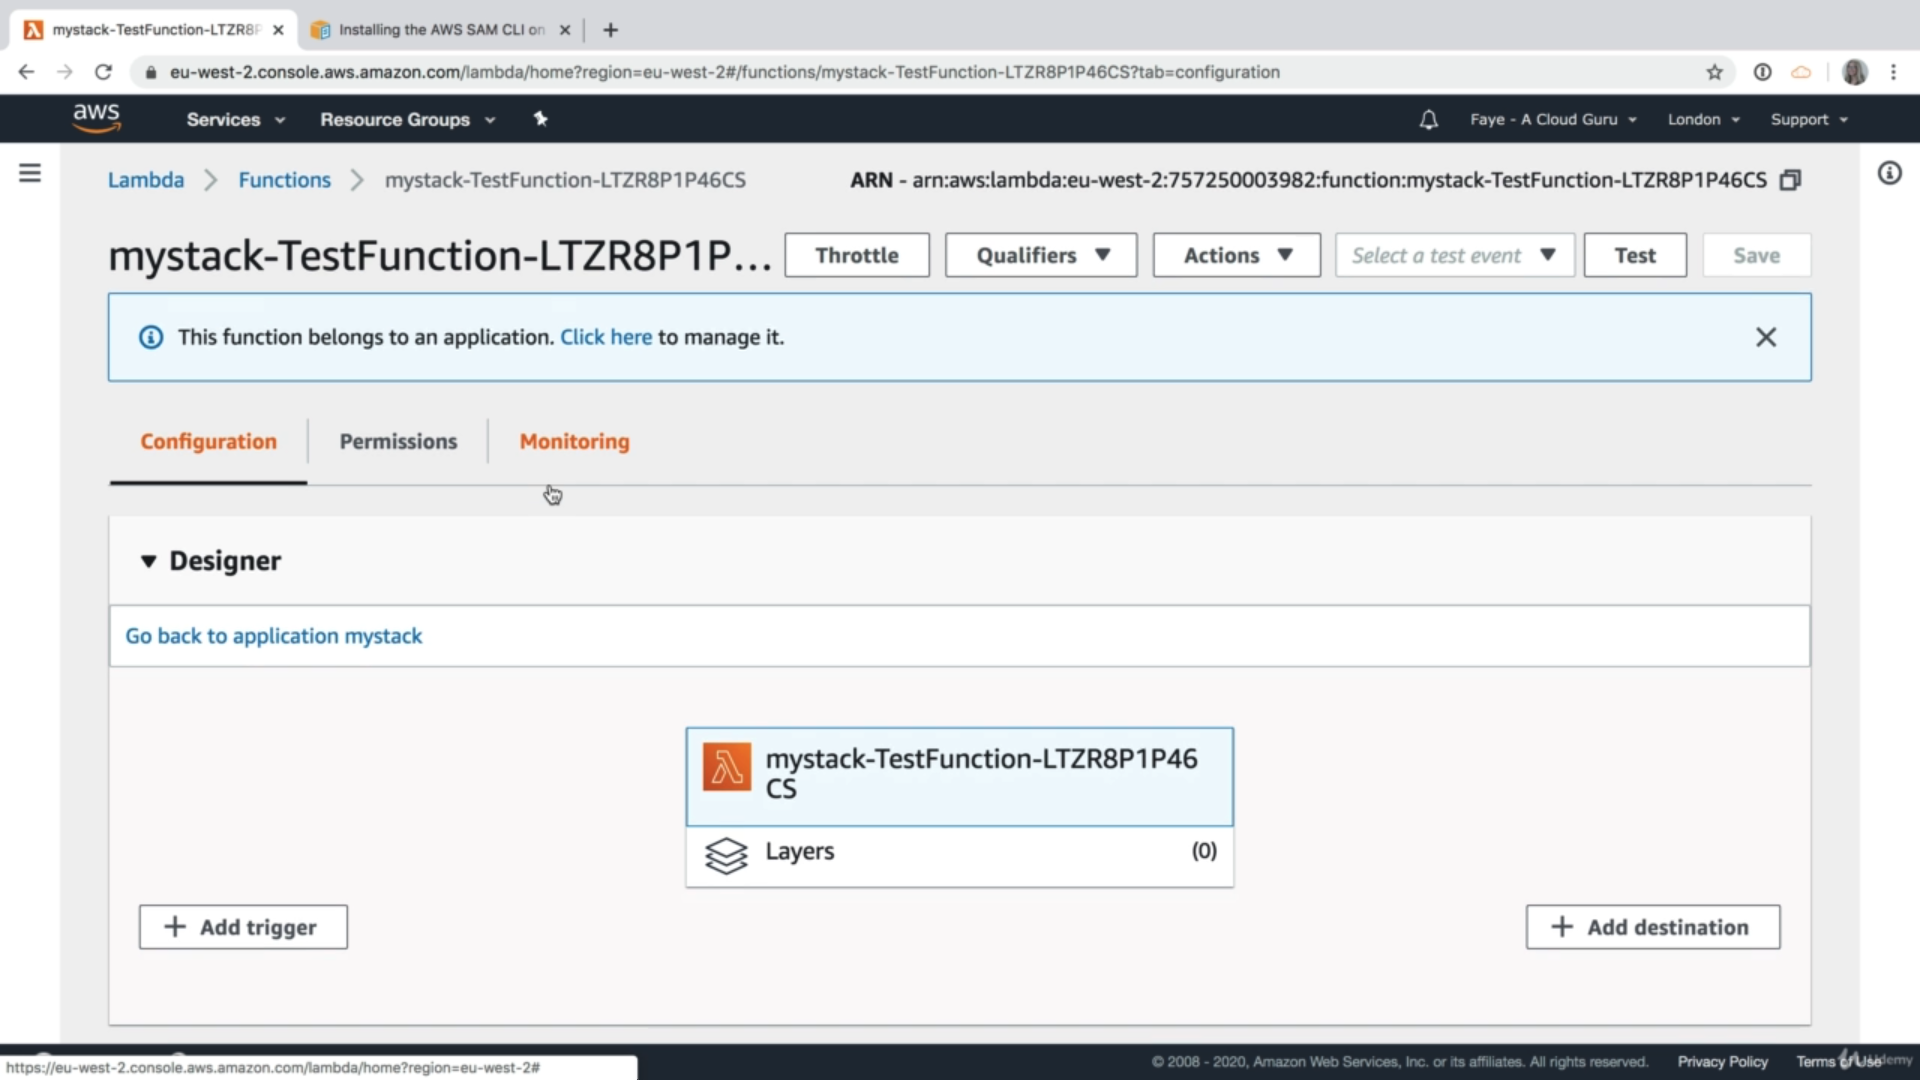 mystack-TestFunction-LTZR8P
Installing the AWS SAM CLI on
eu-west-2.console.aws.amazon.com/lambda/home?region=eu-west-2#/functions/mystack-TestFunction-LTZR8P1P46CS?tab=configuration
aws
Services
Resource Groups
Faye - A Cloud Guru
London
Support
Lambda
Functions
mystack-TestFunction-LTZR8P1P46CS
ARN - arn:aws:lambda:eu-west-2:757250003982:function:mystack-TestFunction-LTZR8P1P46CS
mystack-TestFunction-LTZR8P1P...
Throttle
Qualifiers
Actions
Select a test event
Test
Save
This function belongs to an application. Click here to manage it.
Configuration
Permissions
Monitoring
Designer
Go back to application mystack
mystack-TestFunction-LTZR8P1P46
CS
Layers
(0)
+ Add trigger
+ Add destination
https://eu-west-2.console.aws.amazon.com/lambda/home?region=eu-west-2#
© 2008 - 2020, Amazon Web Services, Inc. or its affiliates. All rights reserved.
Privacy Policy
Terms of Use